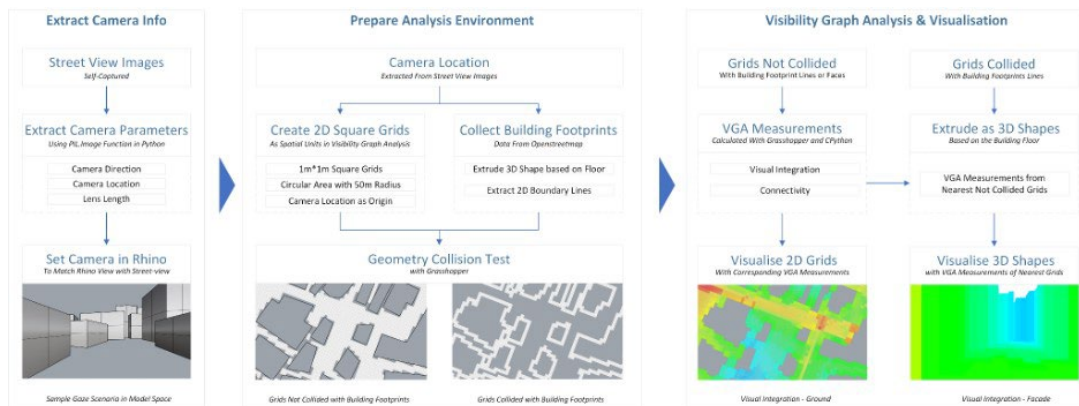 Extract Camera Info
Street View Images
Self-Captured
Extract Camera Parameters
Using PIL.Image Function in Python
Camera Direction
Camera Location
Lens Length
Set Camera in Rhino
To Match Rhino View with Street-view
Sample Gaze Scenaria in Model Space
Prepare Analysis Environment
Camera Location
Extracted From Street View Images
Create 2D Square Grids
As Spatial Units in Visibility Graph Analysis
1m*1m Square Grids
Circular Area with 50m Radius
Camera Location as Origin
Collect Building Footprints
Data From Openstreetmap
Extrude 3D Shape based on Floor
Extract 2D Boundary Lines
Geometry Collision Test
with Grasshopper
Grids Not Collided with Building Footprints
Grids Collided with Building Footprints
Visibility Graph Analysis & Visualisation
Grids Not Collided
With Building Footprint Lines or Faces
VGA Measurements
Calculated With Grasshopper and CPython
Visual Integration
Connectivity
Visualise 2D Grids
With Corresponding VGA Measurements
Visual Integration - Ground
Grids Collided
With Building Footprints Lines
Extrude as 3D Shapes
Based on the Building Floor
VGA Measurements from
Nearest Not Collided Grids
Visualise 3D Shapes
with VGA Measurements of Nearest Grids
Visual Integration - Facade